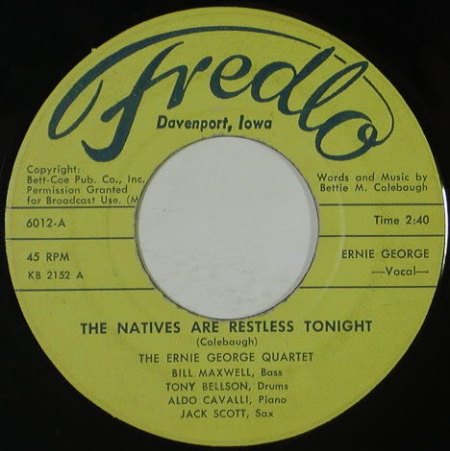 Fredlo
Davenport, Iowa
Copyright:
Bett-Coe Pub. Co., Inc.
Permission Granted
for Broadcast Use. (M
Words and Music by
Bettie M. Colebaugh
6012-A
Time 2:40
45 RPM
KB 2152 A
ERNIE GEORGE
—Vocal—
THE NATIVES ARE RESTLESS TONIGHT
(Colebaugh)
THE ERNIE GEORGE QUARTET
BILL MAXWELL, Bass
TONY BELLSON, Drums
ALDO CAVALLI, Piano
JACK SCOTT, Sax